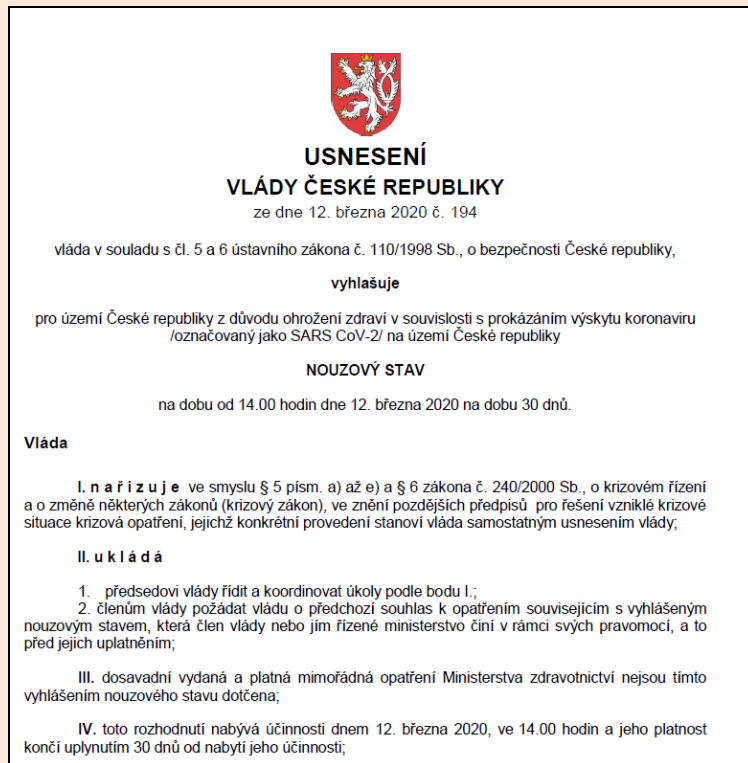 USNESENÍ
VLÁDY ČESKÉ REPUBLIKY
ze dne 12. března 2020 č. 194
vláda v souladu s čl. 5 a 6 ústavního zákona č. 110/1998 Sb., o bezpečnosti České republiky,
vyhlašuje
pro území České republiky z důvodu ohrožení zdraví v souvislosti s prokázáním výskytu koronaviru
/označovaný jako SARS CoV-2/ na území České republiky
NOUZOVÝ STAV
na dobu od 14.00 hodin dne 12. března 2020 na dobu 30 dnů.
Vláda
I. n a ř i z u j e ve smyslu § 5 písm. a) až e) a § 6 zákona č. 240/2000 Sb., o krizovém řízení
a o změně některých zákonů (krizový zákon), ve znění pozdějších předpisů pro řešení vzniklé krizové
situace krizová opatření, jejichž konkrétní provedení stanoví vláda samostatným usnesením vlády;
II. u k l á d á
1. předsedovi vlády řídit a koordinovat úkoly podle bodu I.;
2. členům vlády požádat vládu o předchozí souhlas k opatřením souvisejícím s vyhlášeným
nouzovým stavem, která člen vlády nebo jím řízené ministerstvo činí v rámci svých pravomocí, a to
před jejich uplatněním;
III. dosavadní vydaná a platná mimořádná opatření Ministerstva zdravotnictví nejsou tímto
vyhlášením nouzového stavu dotčena;
IV. toto rozhodnutí nabývá účinnosti dnem 12. března 2020, ve 14.00 hodin a jeho platnost
končí uplynutím 30 dnů od nabytí jeho účinnosti;